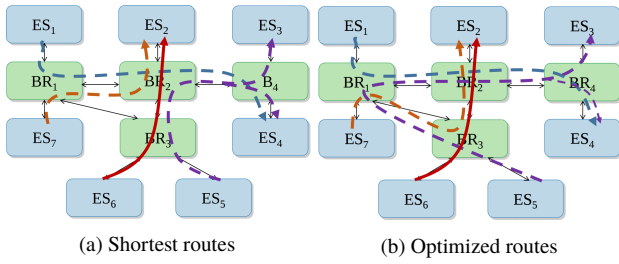 ES₁ ES₂ ES₃
BR₁ BR₂ B₄
ES₇ BR₃ ES₄
ES₆ ES₅
(a) Shortest routes
ES₁ ES₂ ES₃
BR₁ BR₂ BR₄
ES₇ BR₃ ES₄
ES₆ ES₅
(b) Optimized routes